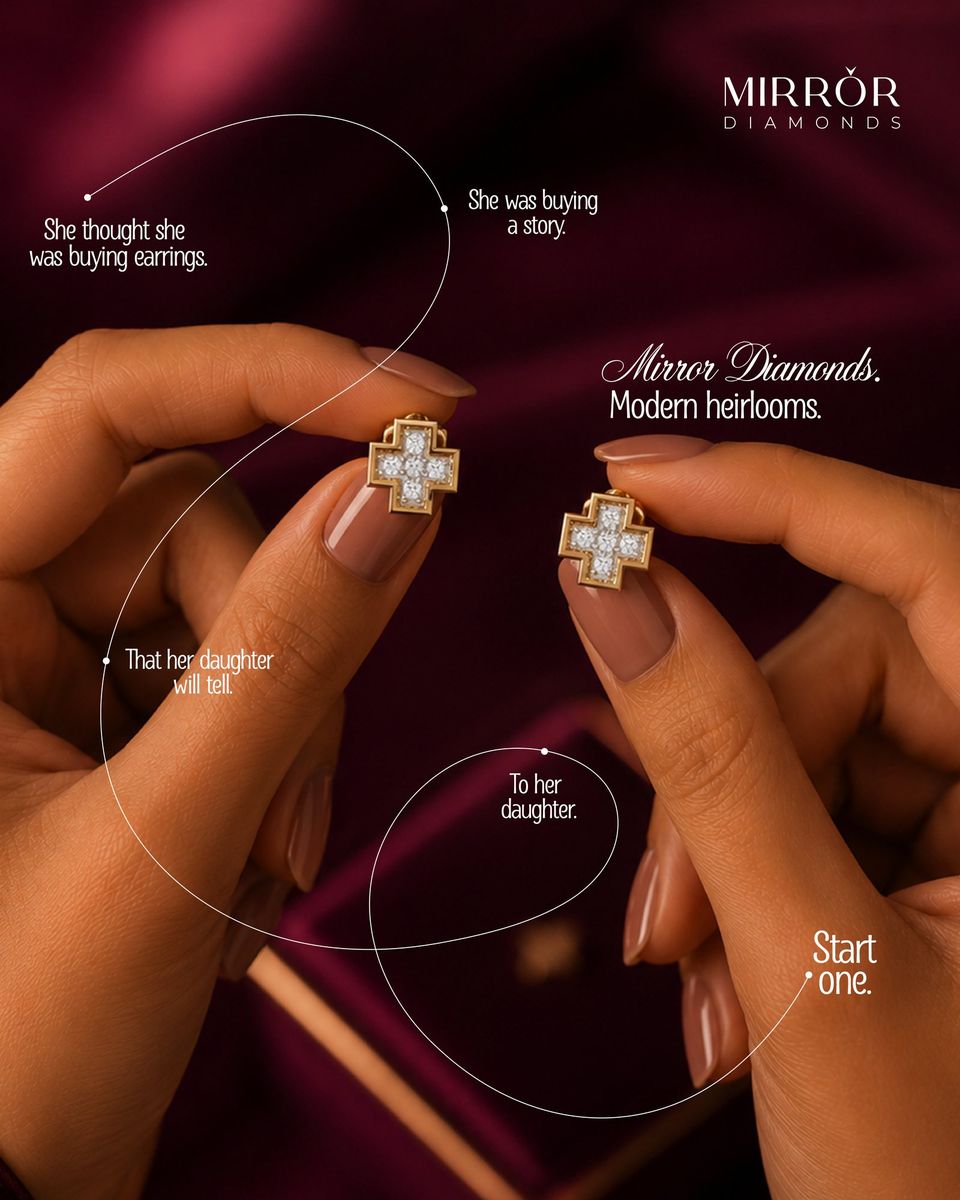 MIRROR
DIAMONDS
She thought she
was buying earrings.
She was buying
a story.
Mirror Diamonds.
Modern heirlooms.
That her daughter
will tell.
To her
daughter.
Start
one.